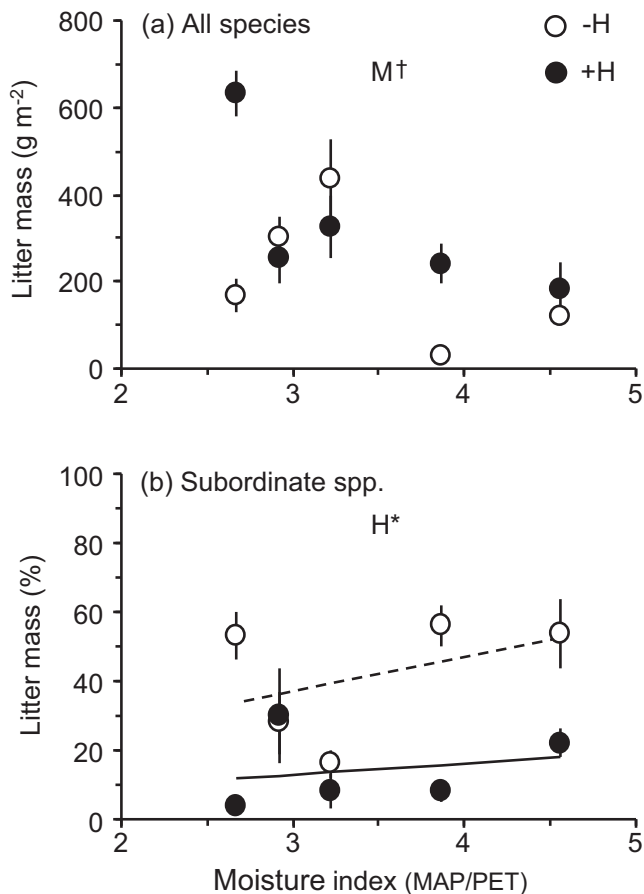 (a) All species
-H
+H
M†
800
600
400
200
0
Litter mass (g m-2)
2 3 4 5
(b) Subordinate spp.
H*
100
80
60
40
20
0
Litter mass (%)
2 3 4 5
Moisture index (MAP/PET)